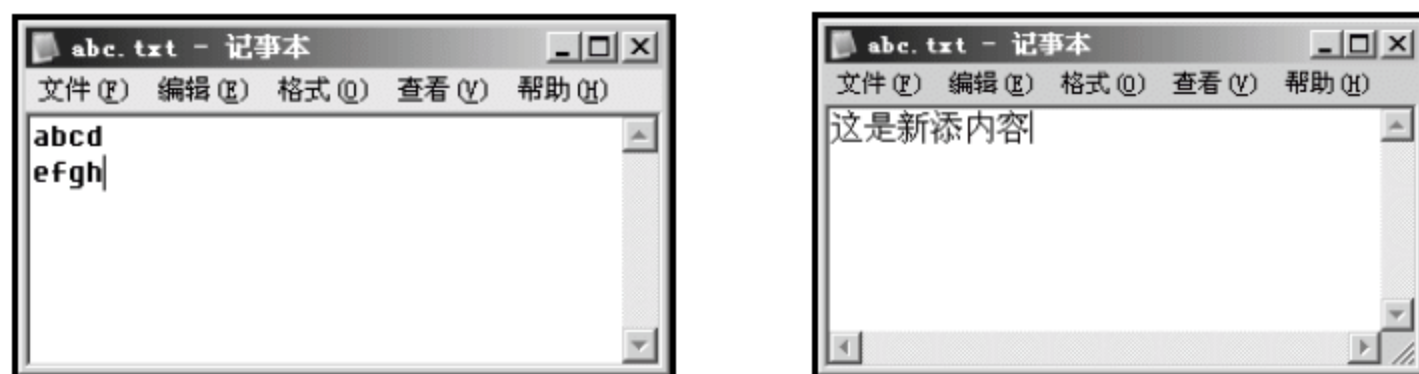 abc.txt - 记事本
文件(F) 编辑(E) 格式(O) 查看(V) 帮助(H)
abcd
efgh
abc.txt - 记事本
文件(F) 编辑(E) 格式(O) 查看(V) 帮助(H)
这是新添内容